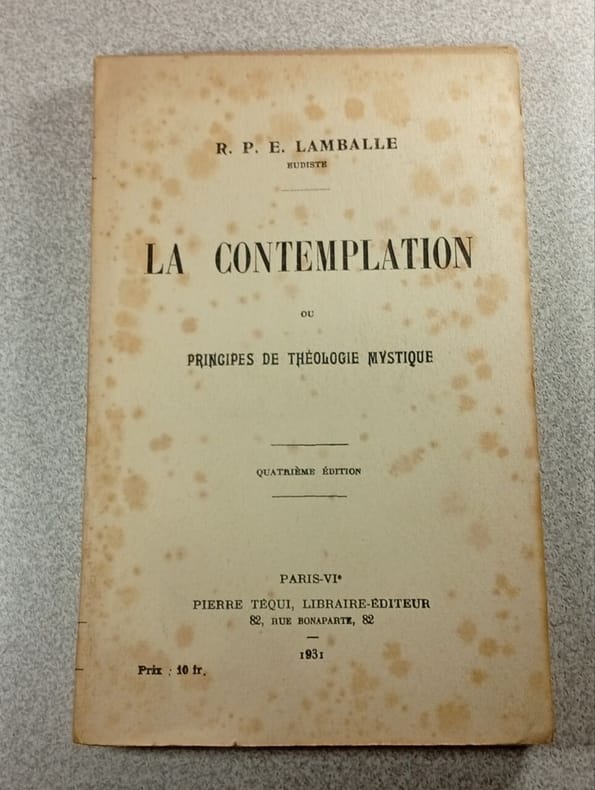 R. P. E. LAMBALLE
EUDISTE
LA CONTEMPLATION
OU
PRINCIPES DE THÉOLOGIE MYSTIQUE
QUATRIÈME ÉDITION
PARIS-VIᵉ
PIERRE TÉQUI, LIBRAIRE-ÉDITEUR
82, RUE BONAPARTE, 82
1931
Prix : 10 fr.